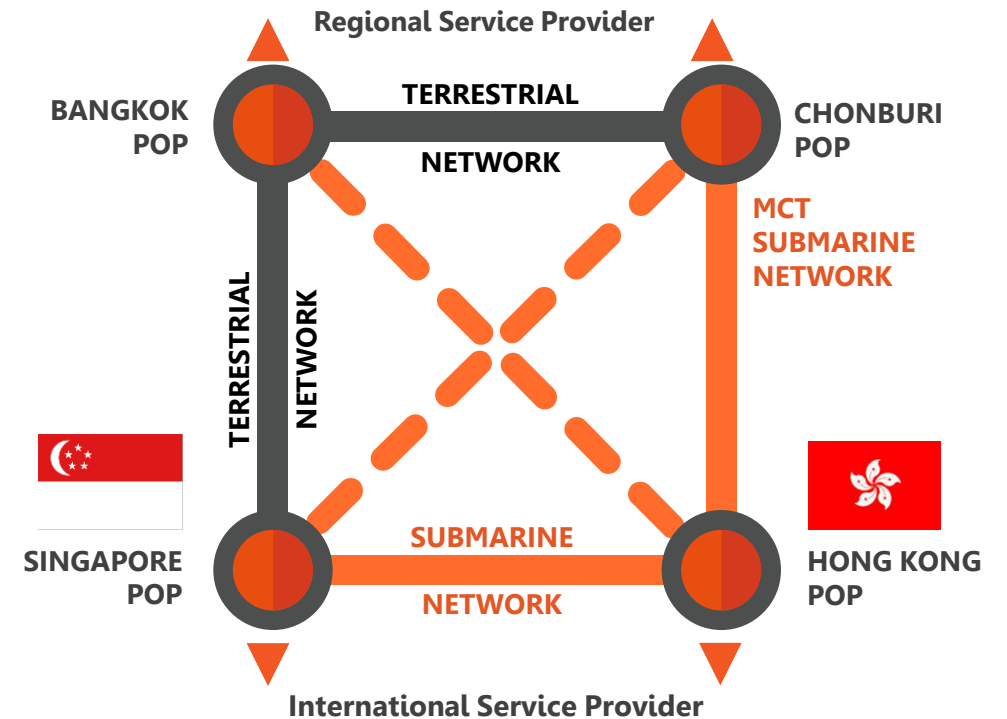 Regional Service Provider
BANGKOK
POP
TERRESTRIAL
NETWORK
CHONBURI
POP
MCT
SUBMARINE
NETWORK
TERRESTRIAL
NETWORK
SINGAPORE
POP
SUBMARINE
NETWORK
HONG KONG
POP
International Service Provider